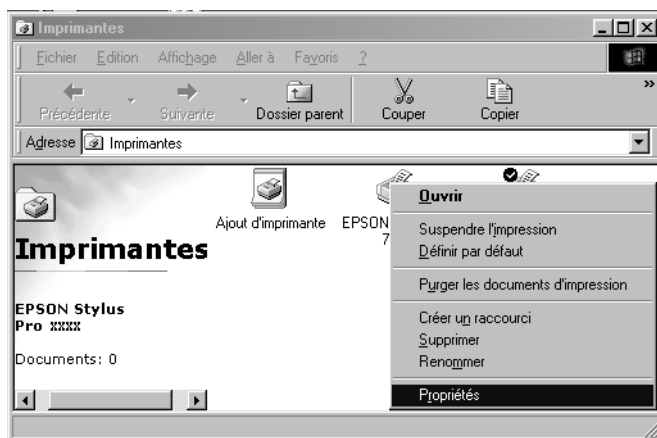 Imprimantes
Fichier Edition Affichage Aller à Favoris ?
Précédente Suivante Dossier parent Couper Copier »
Adresse Imprimantes
Ajout d'imprimante
EPSON
7
Imprimantes
EPSON Stylus
Pro XXXX
Documents: 0
Ouvrir
Suspendre l'impression
Définir par défaut
Purger les documents d'impression
Créer un raccourci
Supprimer
Renommer
Propriétés